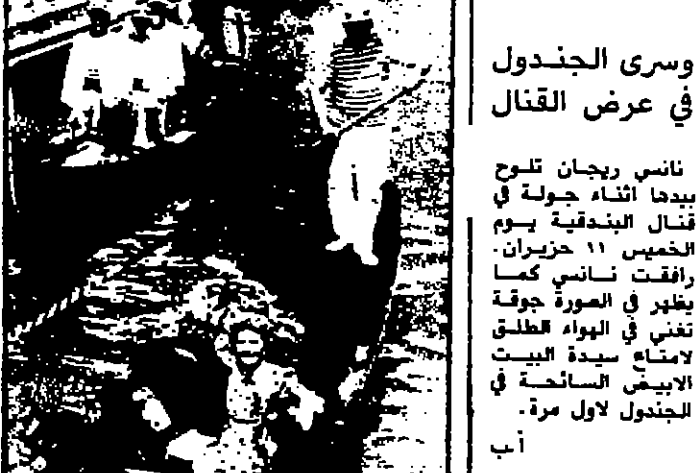 وسرى الجندول
في عرض القنال
نانسي ريجان تلوح
بيدها اثناء جولة في
قنال البندقية يوم
الخميس ١١ حزيران.
رافقت نانسي كما
يظهر في الصورة جوقة
تغني في الهواء الطلق
لامتاع سيدة البيت
الابيض السائحة في
الجندول لاول مرة.
أ.ب